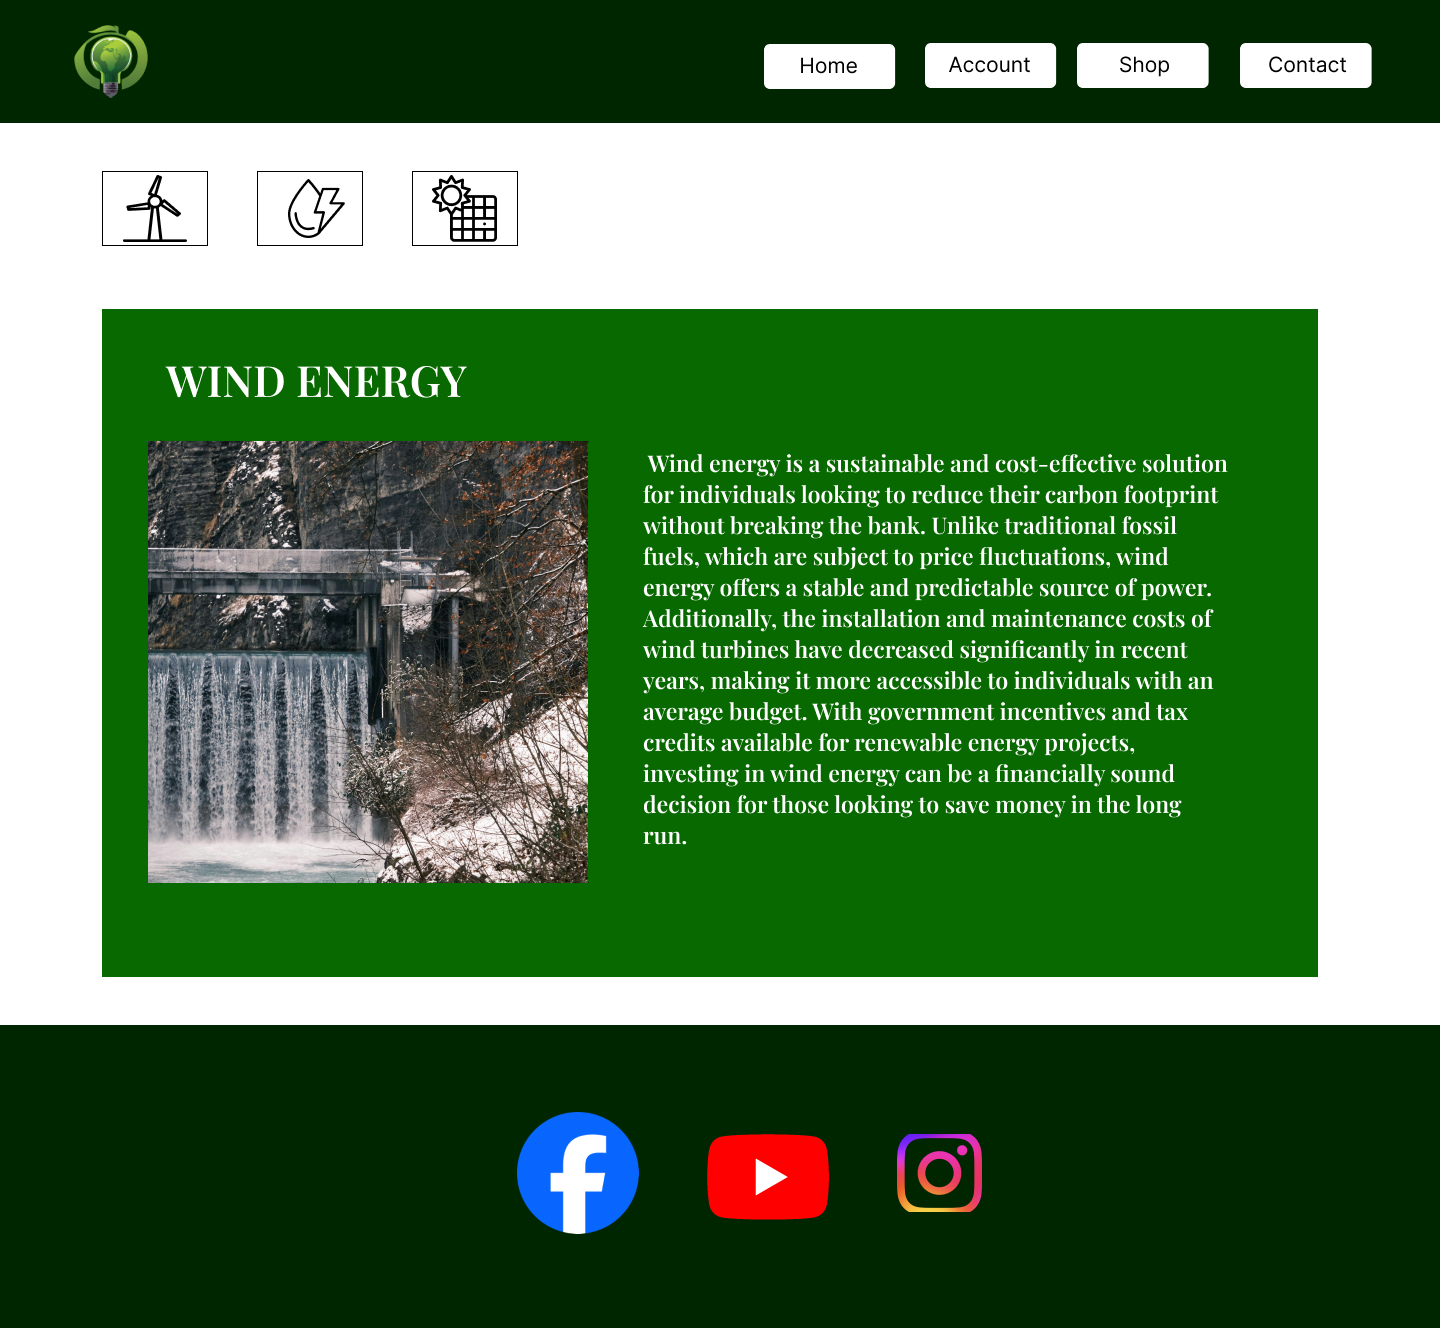 Home
Account
Shop
Contact
WIND ENERGY
Wind energy is a sustainable and cost-effective solution
for individuals looking to reduce their carbon footprint
without breaking the bank. Unlike traditional fossil
fuels, which are subject to price fluctuations, wind
energy offers a stable and predictable source of power.
Additionally, the installation and maintenance costs of
wind turbines have decreased significantly in recent
years, making it more accessible to individuals with an
average budget. With government incentives and tax
credits available for renewable energy projects,
investing in wind energy can be a financially sound
decision for those looking to save money in the long
run.